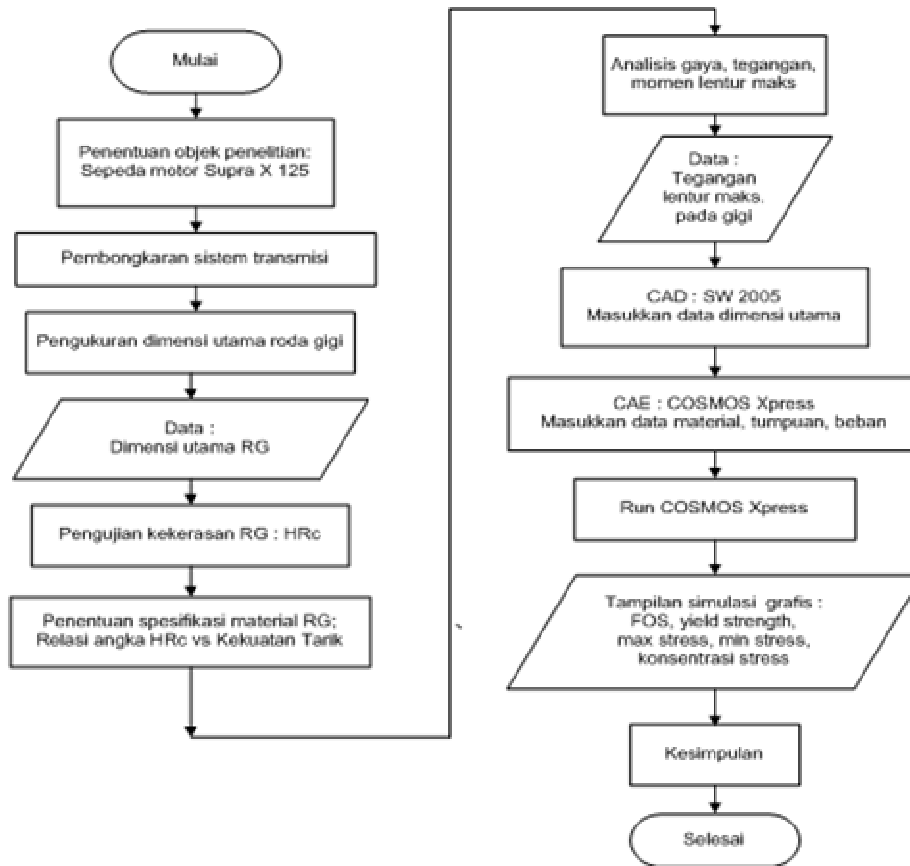 Mulai
Penentuan objek penelitian:
Sepeda motor Supra X 125
Pembongkaran sistem transmisi
Pengukuran dimensi utama roda gigi
Data :
Dimensi utama RG
Pengujian kekerasan RG : HRc
Penentuan spesifikasi material RG;
Relasi angka HRc vs Kekuatan Tarik
Analisis gaya, tegangan,
momen lentur maks
Data :
Tegangan
lentur maks.
pada gigi
CAD : SW 2005
Masukkan data dimensi utama
CAE : COSMOS Xpress
Masukkan data material, tumpuan, beban
Run COSMOS Xpress
Tampilan simulasi grafis :
FOS, yield strength,
max stress, min stress,
konsentrasi stress
Kesimpulan
Selesai